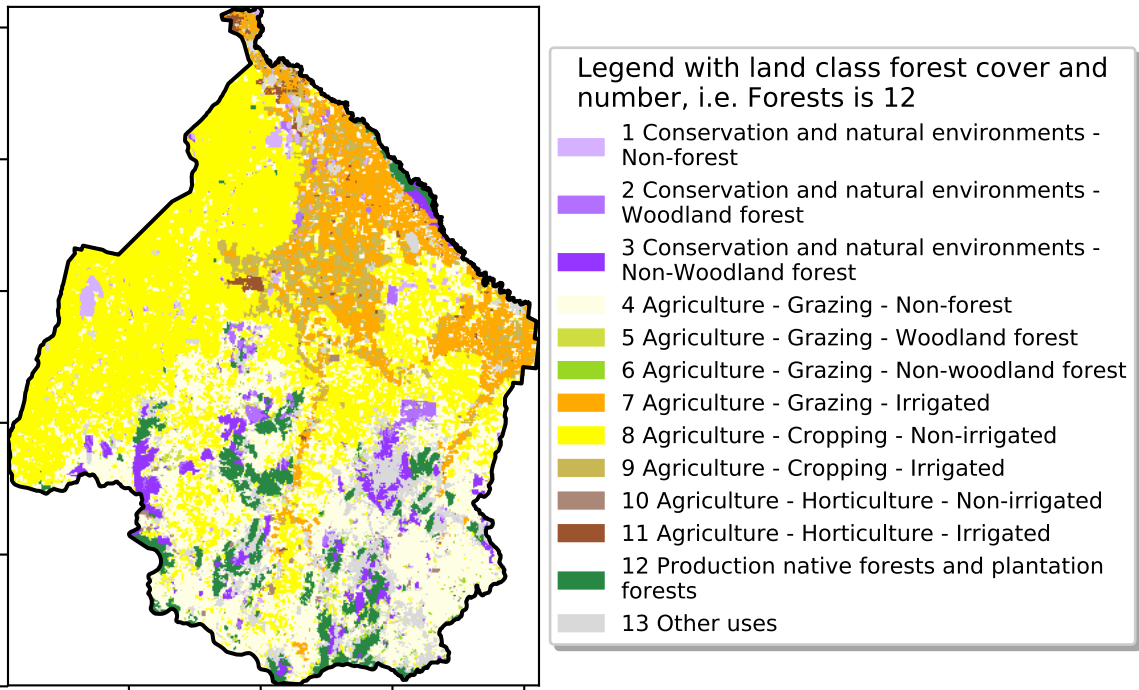 Legend with land class forest cover and
number, i.e. Forests is 12
1 Conservation and natural environments -
Non-forest
2 Conservation and natural environments -
Woodland forest
3 Conservation and natural environments -
Non-Woodland forest
4 Agriculture - Grazing - Non-forest
5 Agriculture - Grazing - Woodland forest
6 Agriculture - Grazing - Non-woodland forest
7 Agriculture - Grazing - Irrigated
8 Agriculture - Cropping - Non-irrigated
9 Agriculture - Cropping - Irrigated
10 Agriculture - Horticulture - Non-irrigated
11 Agriculture - Horticulture - Irrigated
12 Production native forests and plantation
forests
13 Other uses